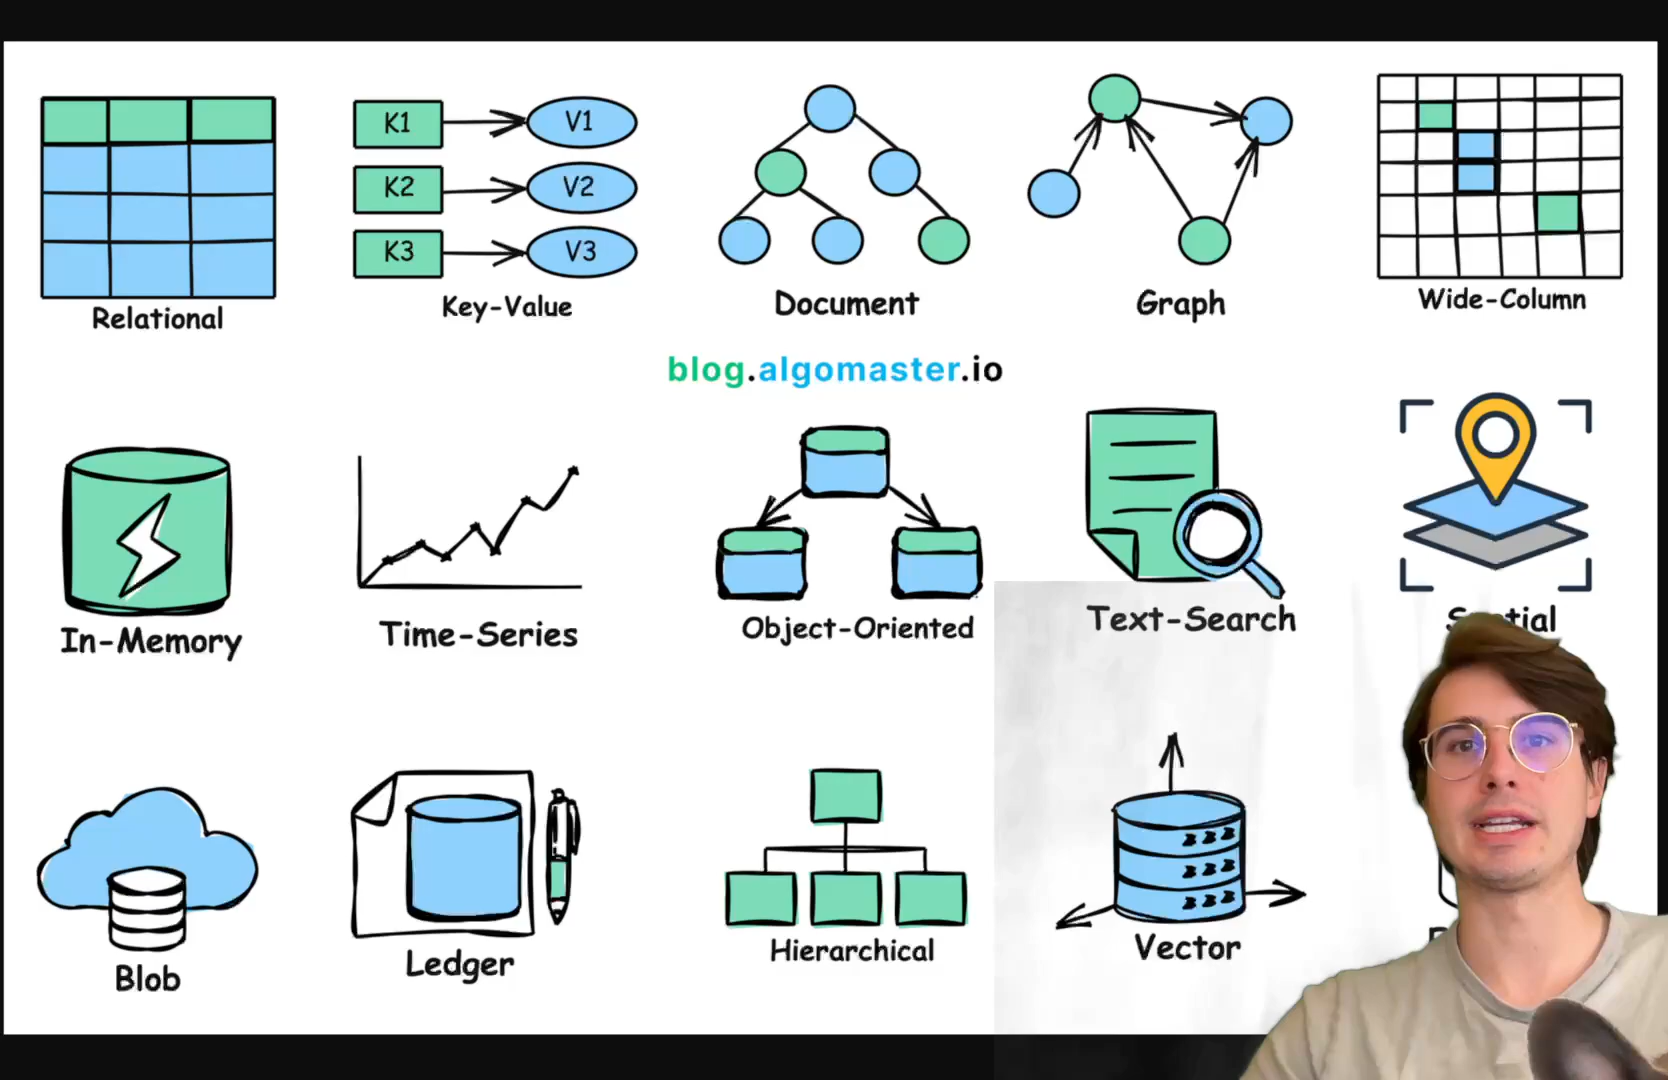 K1
V1
K2
V2
K3
V3
Relational
Key-Value
Document
Graph
Wide-Column
blog.algomaster.io
In-Memory
Time-Series
Object-Oriented
Text-Search
Blob
Ledger
Hierarchical
Vector